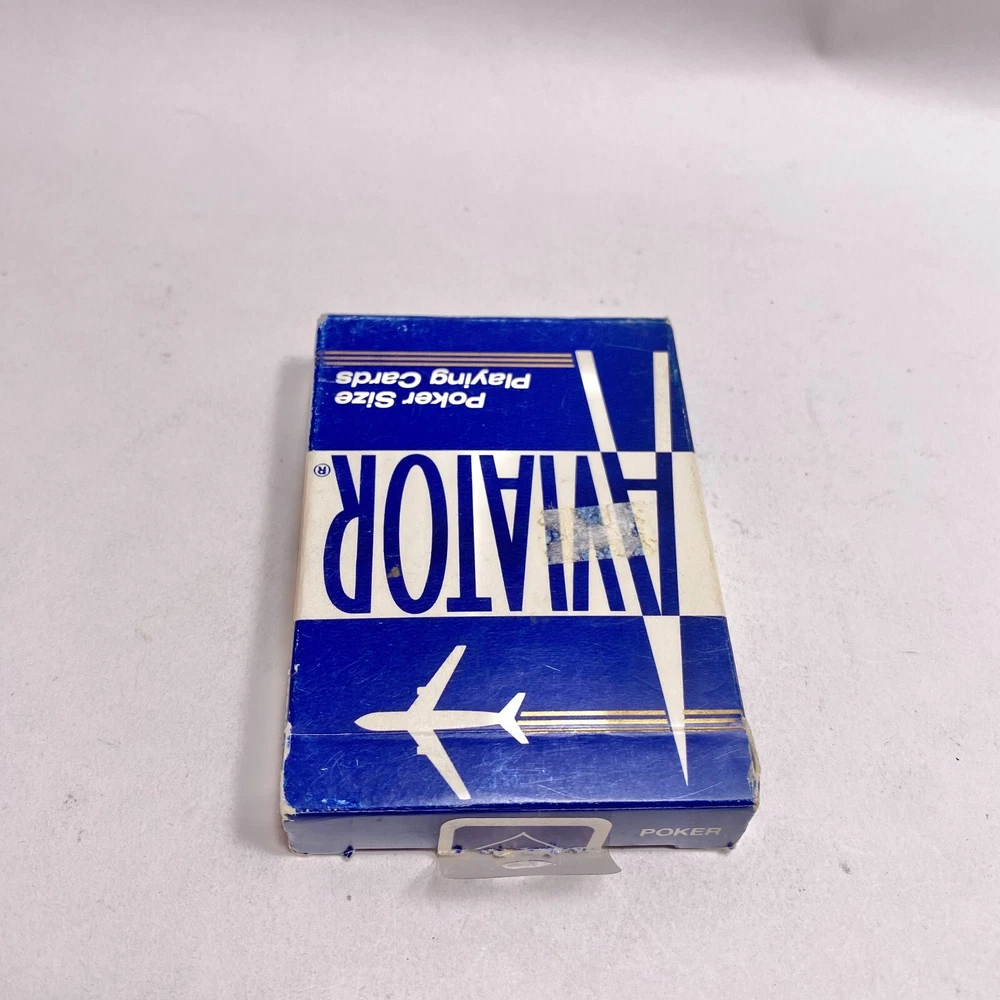 AVIATOR®
Poker Size
Playing Cards
POKER